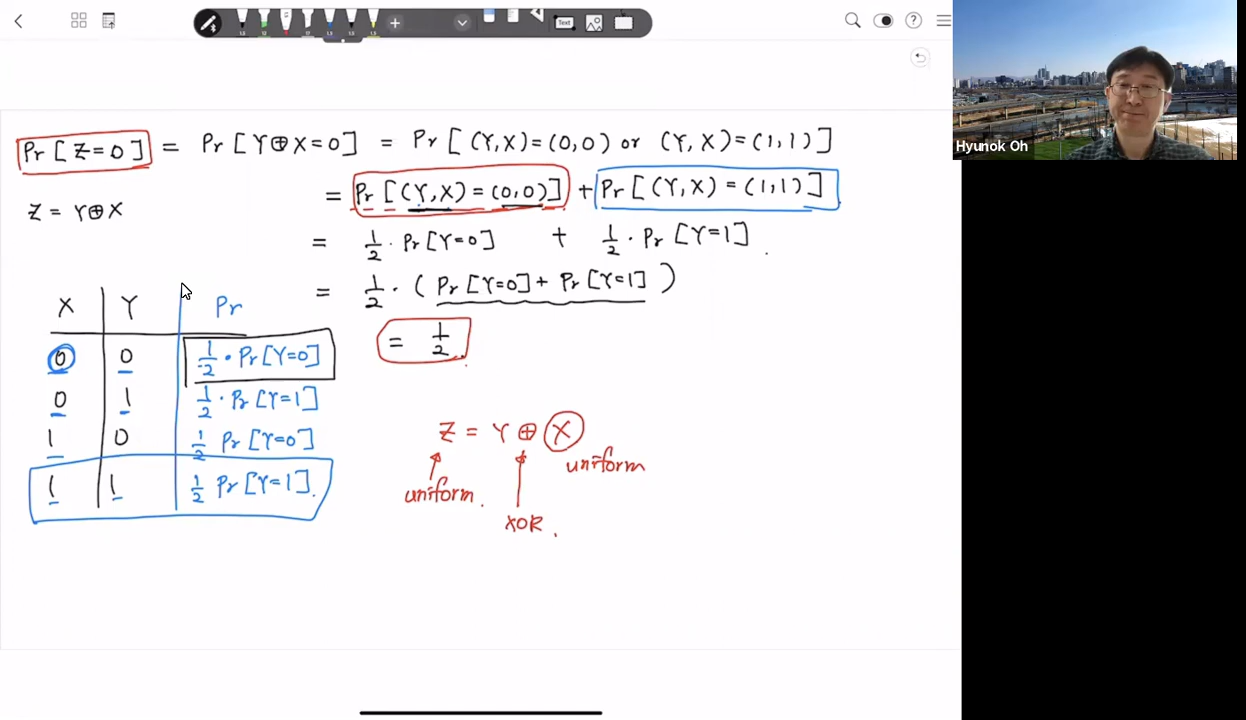 Text
Hyunok Oh
Pr[Z=0] = Pr[Y⊕X=0] = Pr[(Y,X)=(0,0) or (Y,X)=(1,1)]
= Pr[(Y,X)=(0,0)] + Pr[(Y,X)=(1,1)]
Z = Y⊕X
= 1/2 · Pr[Y=0] + 1/2 · Pr[Y=1].
= 1/2 · (Pr[Y=0] + Pr[Y=1])
= 1/2.
X Y Pr
0 0 1/2 · Pr[Y=0]
0 1 1/2 · Pr[Y=1]
1 0 1/2 Pr[Y=0]
1 1 1/2 Pr[Y=1].
Z = Y ⊕ X
uniform
uniform.
XOR.